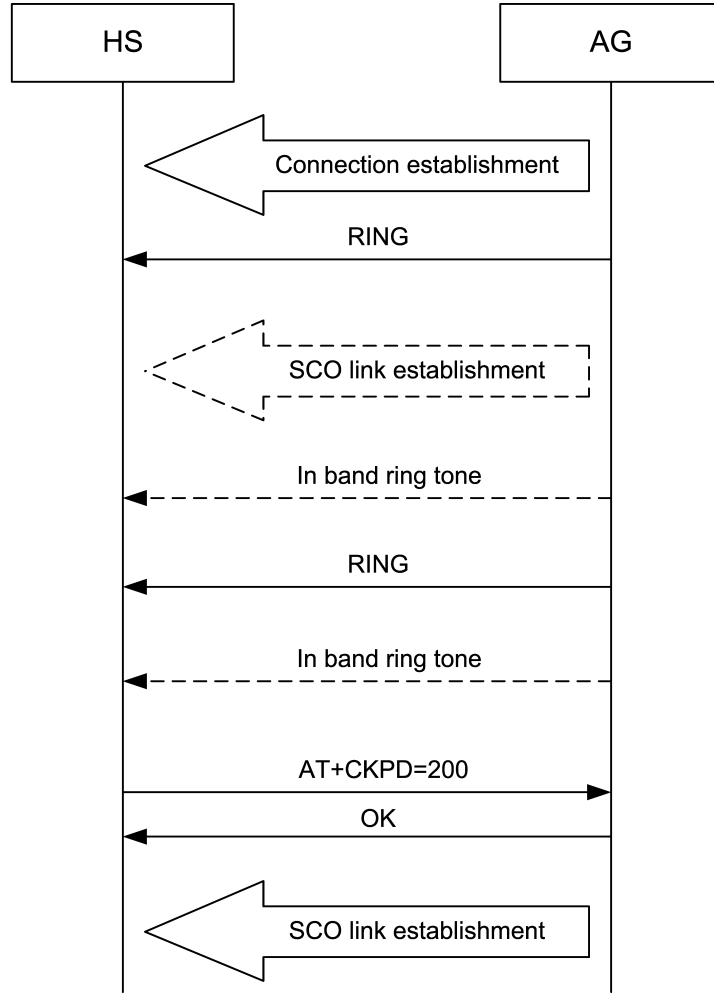 HS
AG
Connection establishment
RING
SCO link establishment
In band ring tone
RING
In band ring tone
AT+CKPD=200
OK
SCO link establishment